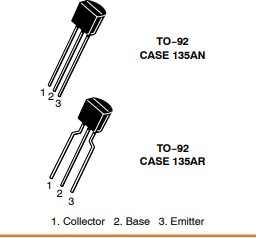 TO−92
CASE 135AN
1 2 3
TO−92
CASE 135AR
1
2
3
1. Collector 2. Base 3. Emitter